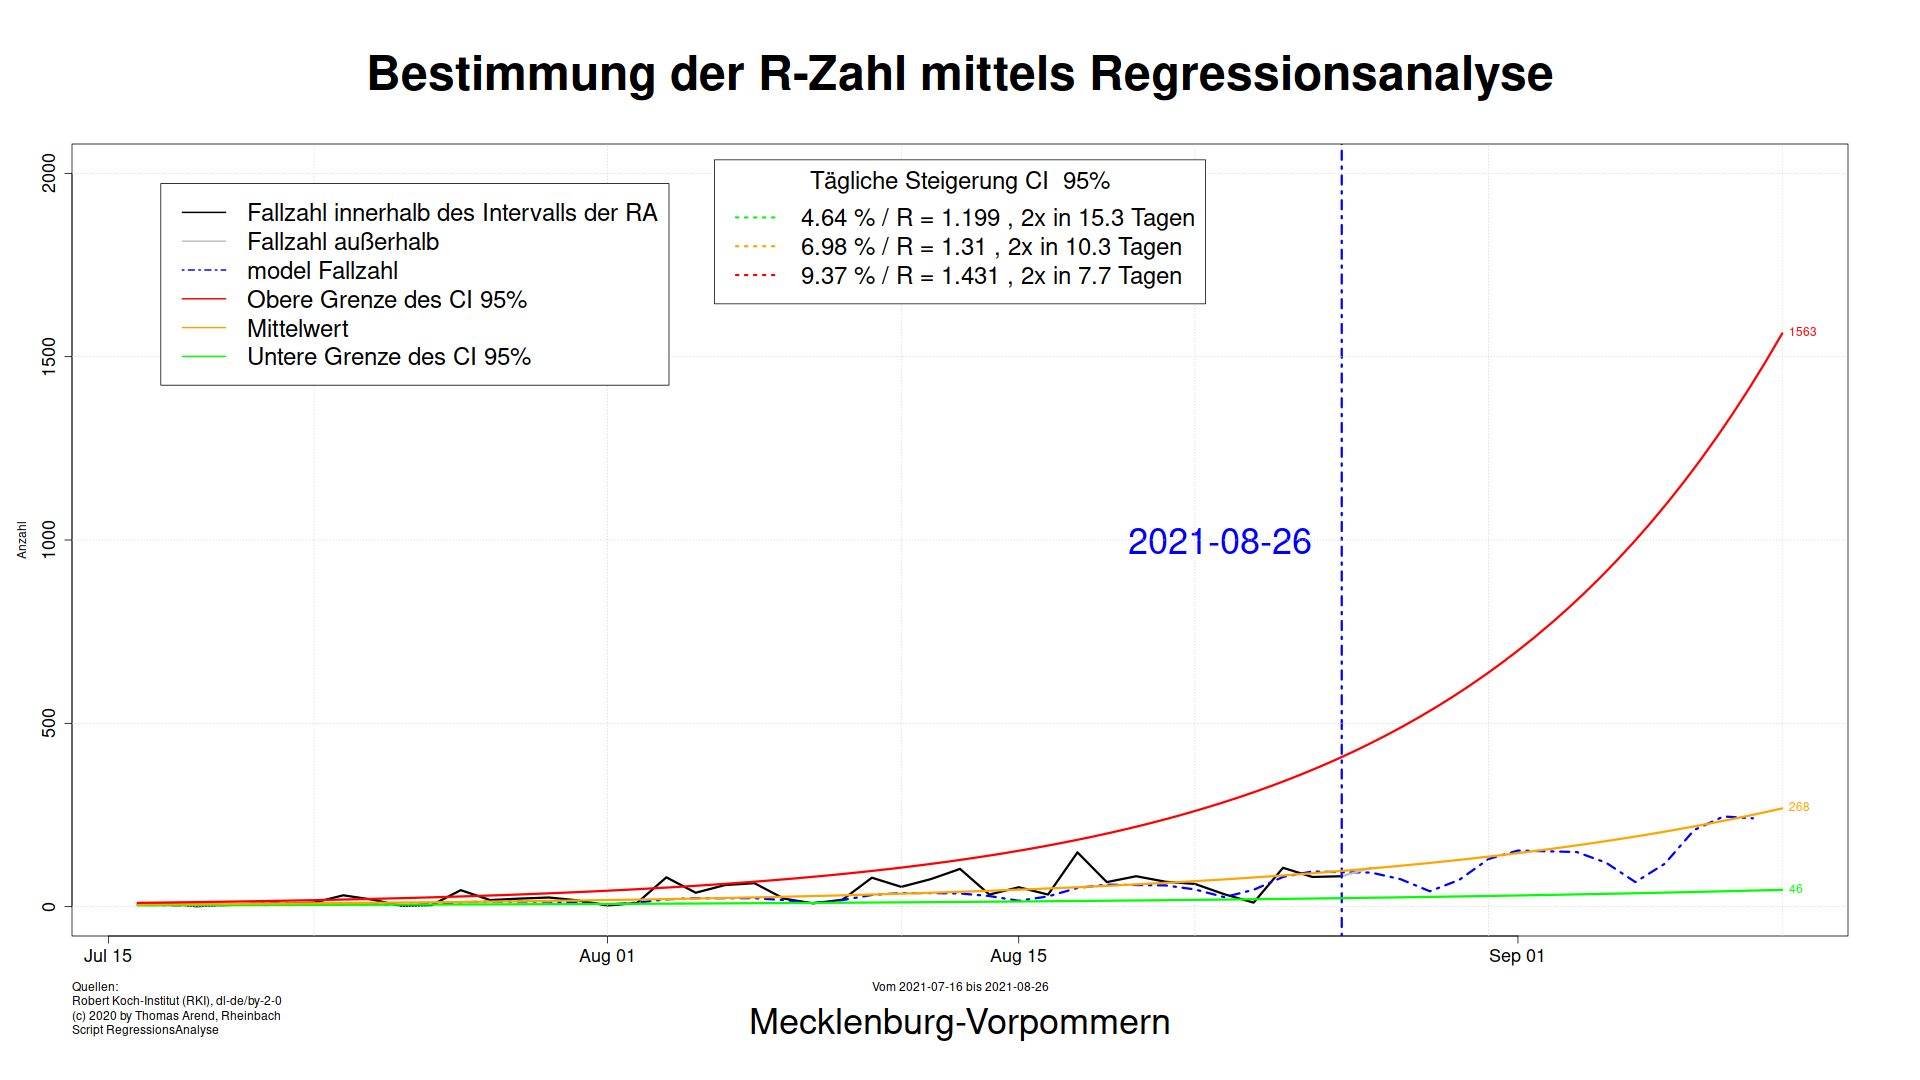 Bestimmung der R-Zahl mittels Regressionsanalyse
Fallzahl innerhalb des Intervalls der RA
Fallzahl außerhalb
model Fallzahl
Obere Grenze des CI 95%
Mittelwert
Untere Grenze des CI 95%
Tägliche Steigerung CI 95%
4.64 % / R = 1.199 , 2x in 15.3 Tagen
6.98 % / R = 1.31 , 2x in 10.3 Tagen
9.37 % / R = 1.431 , 2x in 7.7 Tagen
2000
1500
1000
500
0
Anzahl
2021-08-26
1563
268
46
Jul 15
Aug 01
Aug 15
Sep 01
Quellen:
Robert Koch-Institut (RKI), dl-de/by-2-0
(c) 2020 by Thomas Arend, Rheinbach
Script RegressionsAnalyse
Vom 2021-07-16 bis 2021-08-26
Mecklenburg-Vorpommern